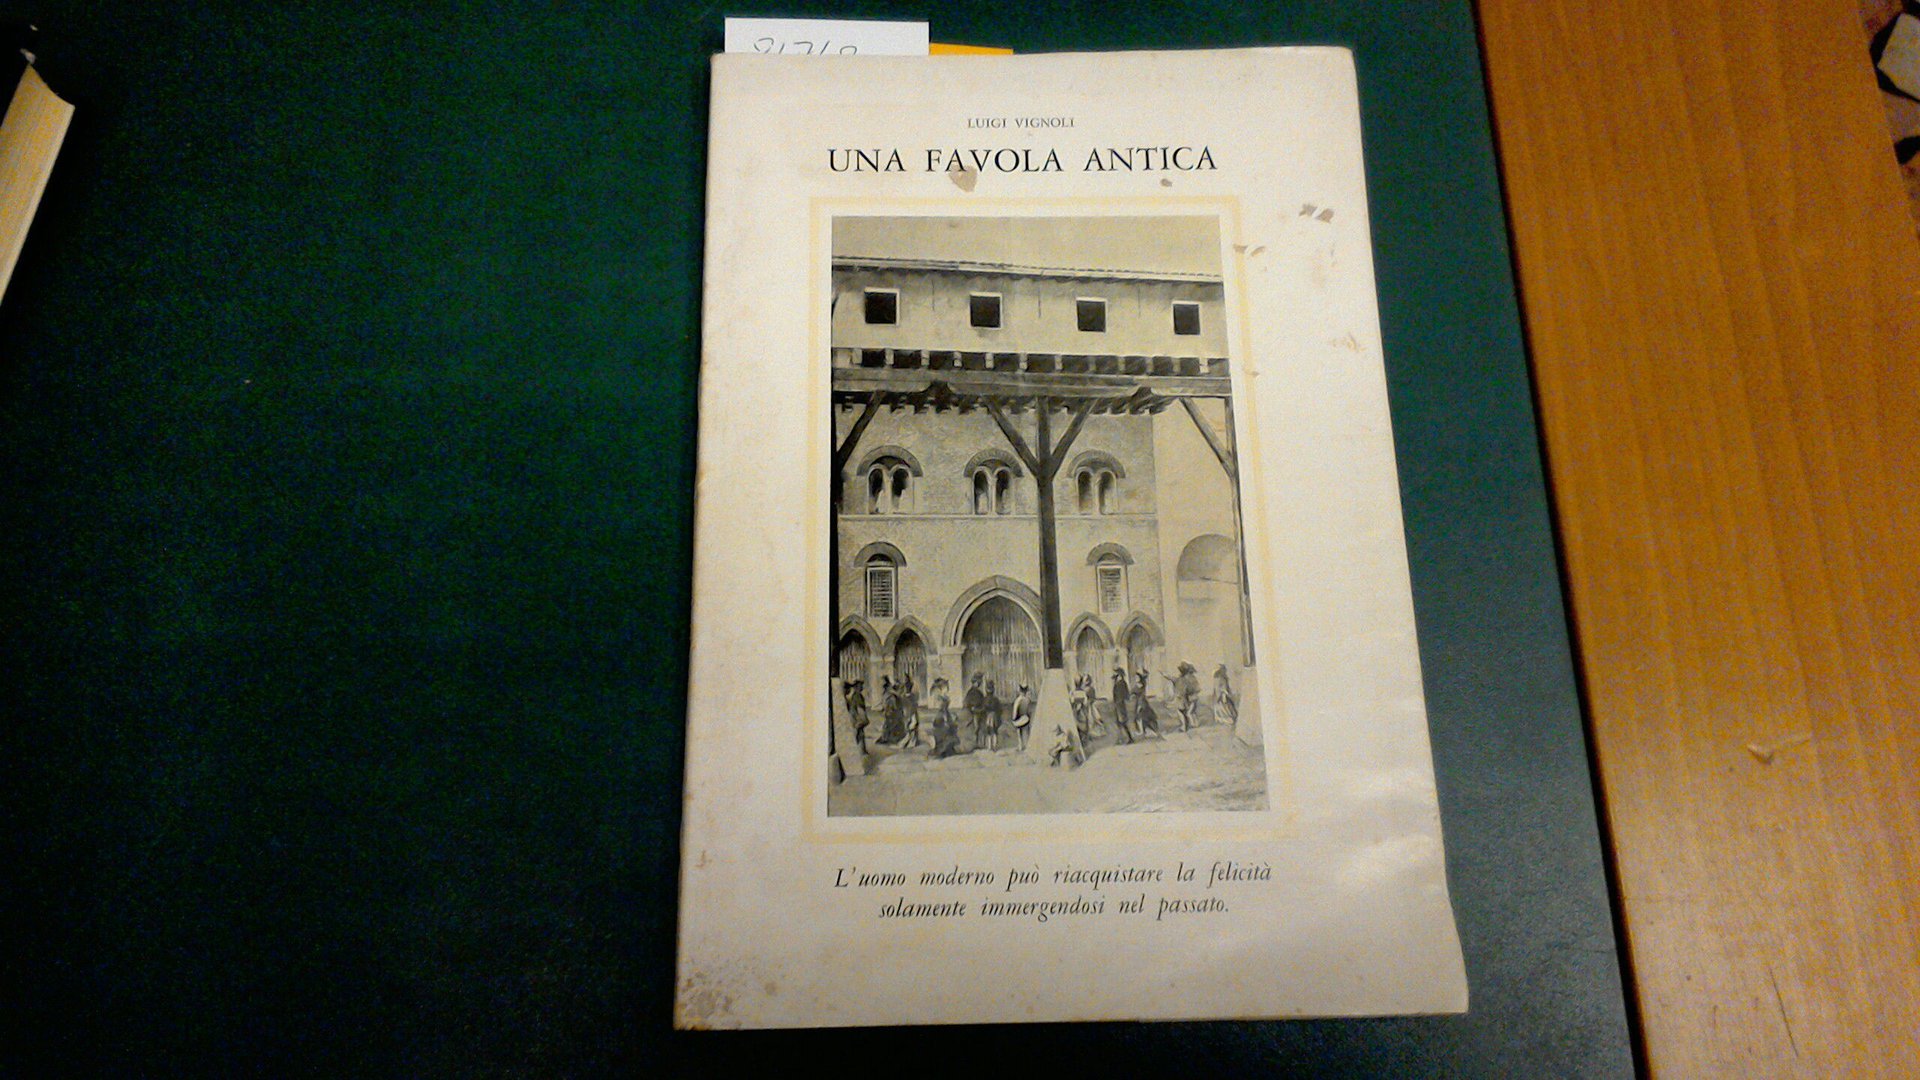 LUIGI VIGNOLI
UNA FAVOLA ANTICA
L'uomo moderno può riacquistare la felicità
solamente immergendosi nel passato.